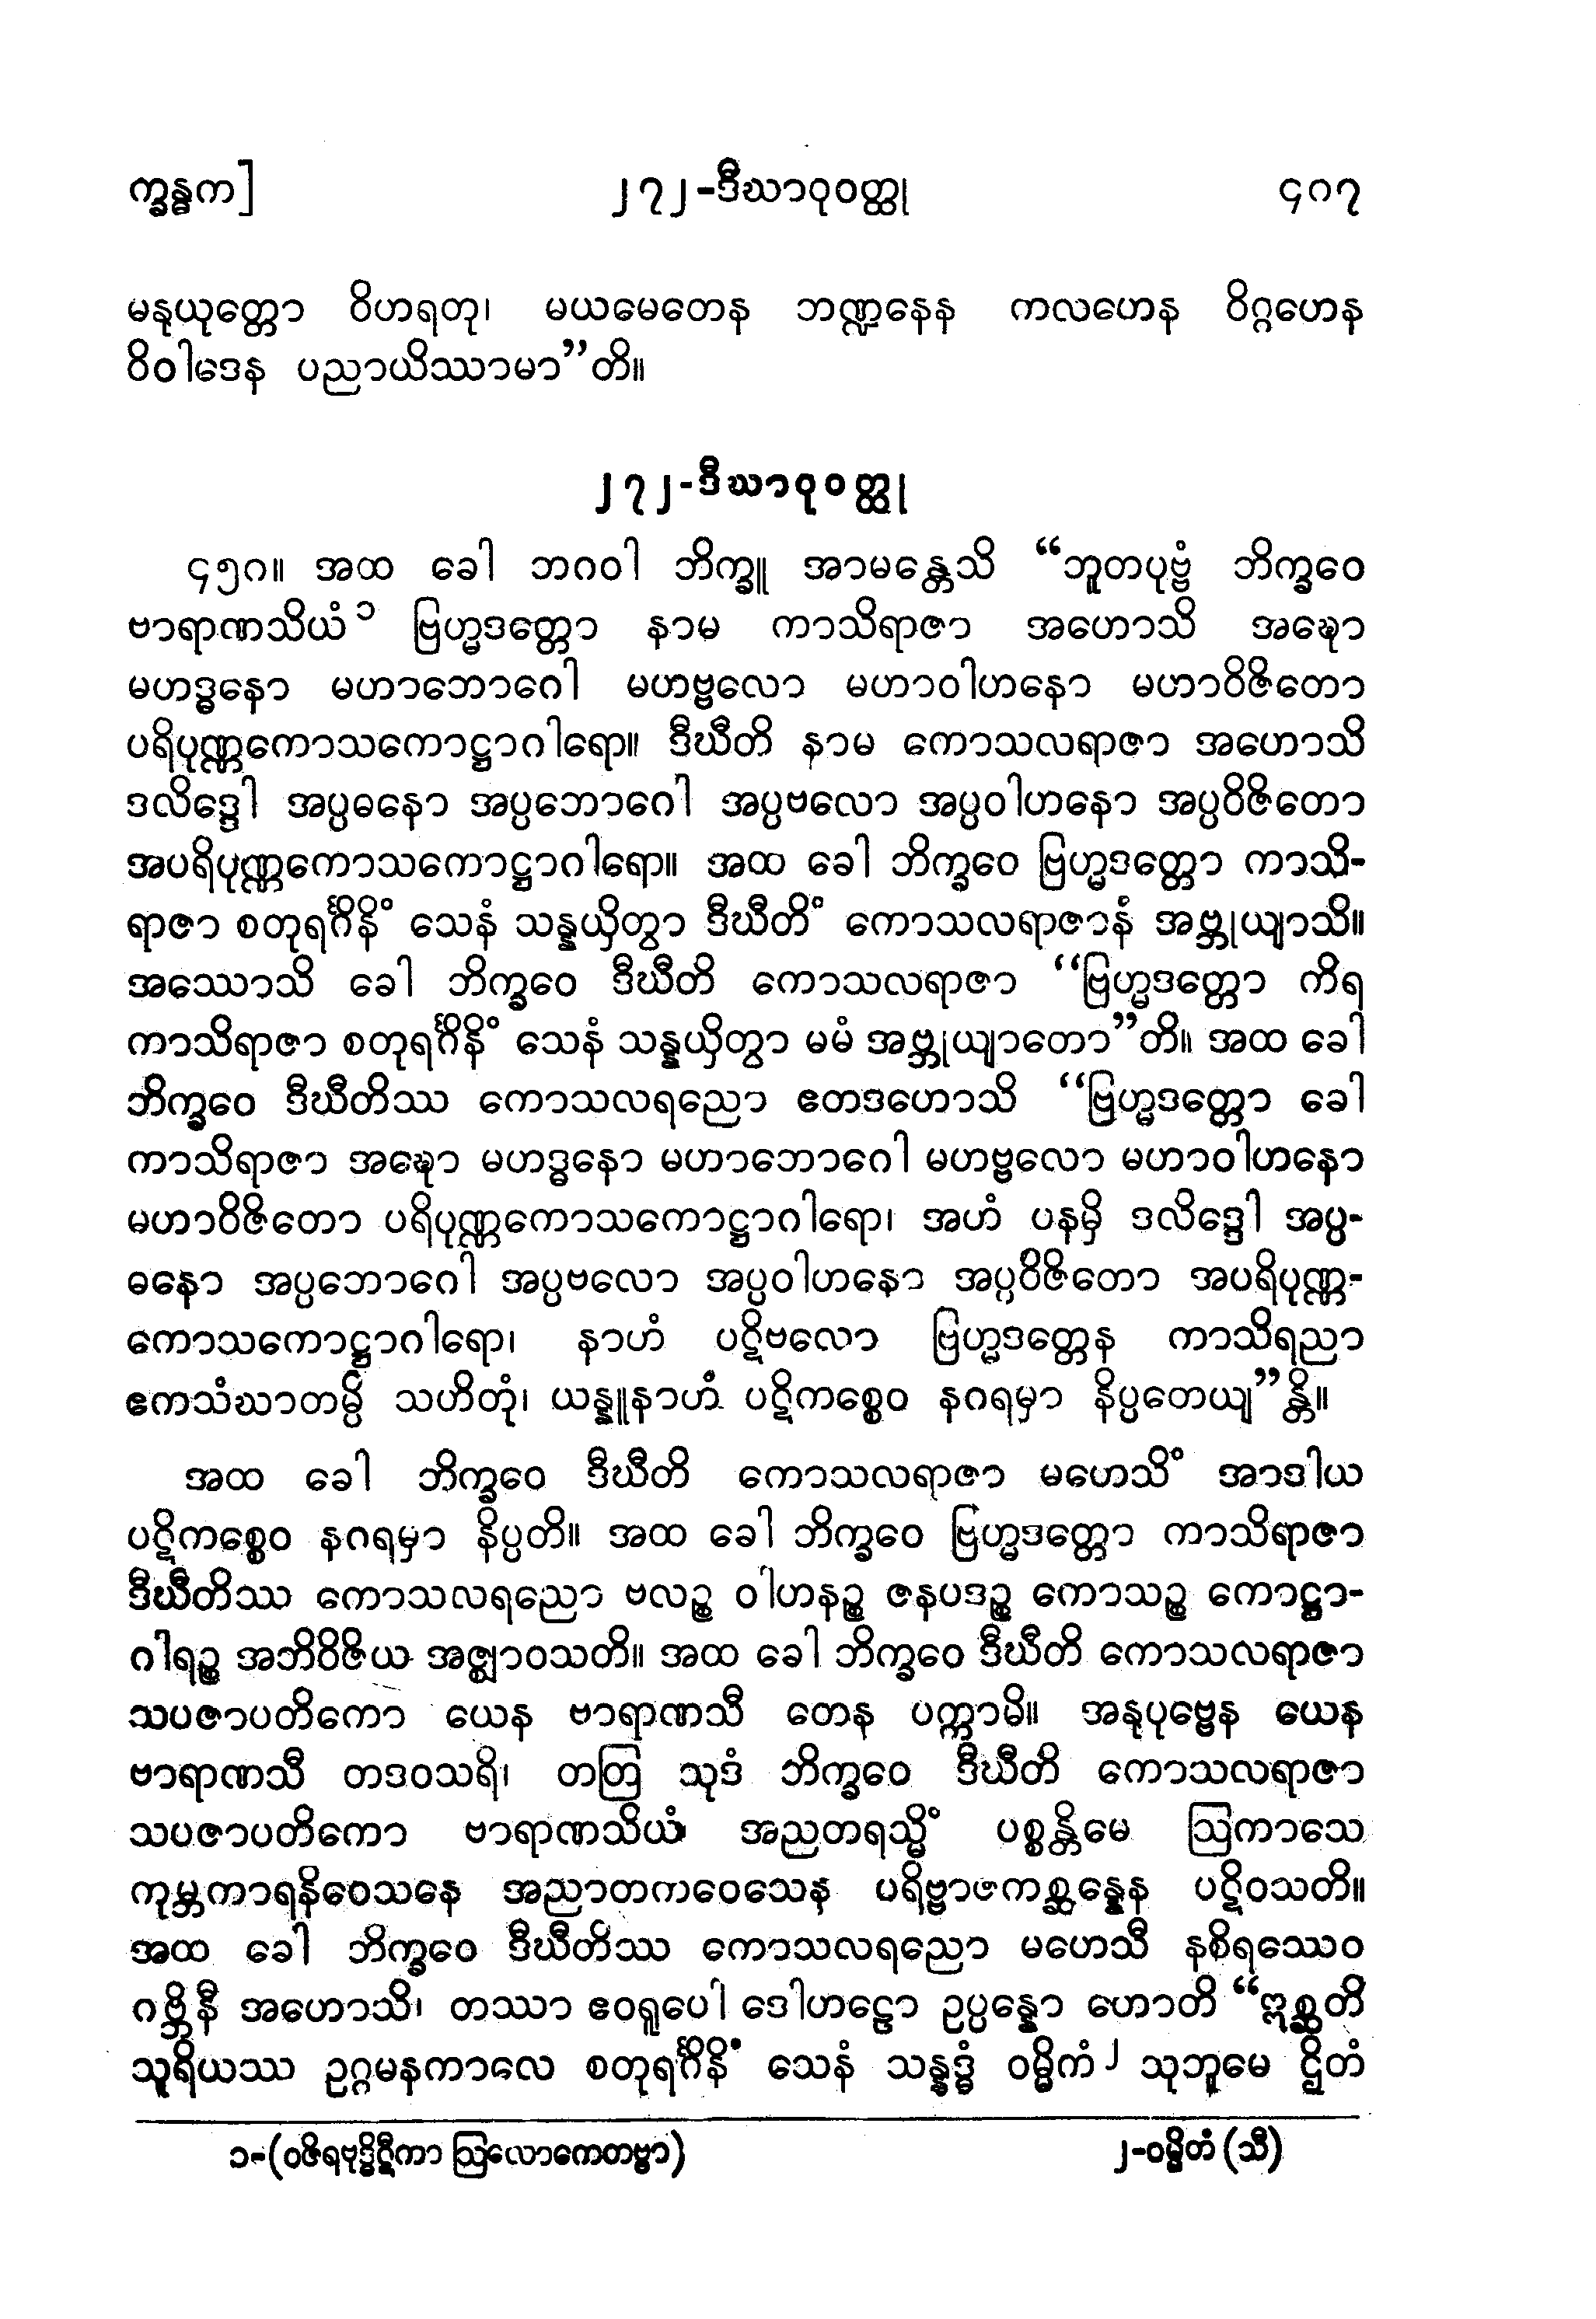 က္ခန္ဓက] ၂၇၂-ဒီဃာဝုဝတ္ထု ၄၈၇
မနုယုတ္တော ဝိဟရတု၊ မယမေတေန ဘဏ္ဍနေန ကလဟေန ဝိဂ္ဂဟေန
ဝိဝါဒေန ပညာယိဿာမာ”တိ။
၂၇၂-ဒီဃာဝုဝတ္ထု
၄၅၈။ အထ ခေါ ဘဂဝါ ဘိက္ခူ အာမန္တေသိ “ဘူတပုဗ္ဗံ ဘိက္ခဝေ
ဗာရာဏသိယံ၁ ဗြဟ္မဒတ္တော နာမ ကာသိရာဇာ အဟောသိ အဍ္ဎော
မဟဒ္ဓနော မဟာဘောဂေါ မဟဗ္ဗလော မဟာဝါဟနော မဟာဝိဇိတော
ပရိပုဏ္ဏကောသကောဋ္ဌာဂါရော။ ဒီဃီတိ နာမ ကောသလရာဇာ အဟောသိ
ဒလိဒ္ဒေါ အပ္ပဓနော အပ္ပဘောဂေါ အပ္ပဗလော အပ္ပဝါဟနော အပ္ပဝိဇိတော
အပရိပုဏ္ဏကောသကောဋ္ဌာဂါရော။ အထ ခေါ ဘိက္ခဝေ ဗြဟ္မဒတ္တော ကာသိ-
ရာဇာ စတုရင်္ဂိနိံ သေနံ သန္နယှိတွာ ဒီဃီတိံ ကောသလရာဇာနံ အဗ္ဘုယျာသိ။
အဿောသိ ခေါ ဘိက္ခဝေ ဒီဃီတိ ကောသလရာဇာ “ဗြဟ္မဒတ္တော ကိရ
ကာသိရာဇာ စတုရင်္ဂိနိံ သေနံ သန္နယှိတွာ မမံ အဗ္ဘုယျာတော”တိ။ အထ ခေါ
ဘိက္ခဝေ ဒီဃီတိဿ ကောသလရညော ဧတဒဟောသိ “ဗြဟ္မဒတ္တော ခေါ
ကာသိရာဇာ အဍ္ဎော မဟဒ္ဓနော မဟာဘောဂေါ မဟဗ္ဗလော မဟာဝါဟနော
မဟာဝိဇိတော ပရိပုဏ္ဏကောသကောဋ္ဌာဂါရော၊ အဟံ ပနမှိ ဒလိဒ္ဒေါ အပ္ပ-
ဓနော အပ္ပဘောဂေါ အပ္ပဗလော အပ္ပဝါဟနော အပ္ပဝိဇိတော အပရိပုဏ္ဏ-
ကောသကောဋ္ဌာဂါရော၊ နာဟံ ပဋိဗလော ဗြဟ္မဒတ္တေန ကာသိရညာ
ဧကသံဃာတမ္ပိ သဟိတုံ၊ ယန္နူနာဟံ ပဋိကစ္စေဝ နဂရမှာ နိပ္ပတေယျ”န္တိ။
အထ ခေါ ဘိက္ခဝေ ဒီဃီတိ ကောသလရာဇာ မဟေသိံ အာဒါယ
ပဋိကစ္စေဝ နဂရမှာ နိပ္ပတိ။ အထ ခေါ ဘိက္ခဝေ ဗြဟ္မဒတ္တော ကာသိရာဇာ
ဒီဃီတိဿ ကောသလရညော ဗလဉ္စ ဝါဟနဉ္စ ဇနပဒဉ္စ ကောသဉ္စ ကောဋ္ဌာ-
ဂါရဉ္စ အဘိဝိဇိယ အဇ္ဈာဝသတိ။ အထ ခေါ ဘိက္ခဝေ ဒီဃီတိ ကောသလရာဇာ
သပဇာပတိကော ယေန ဗာရာဏသီ တေန ပက္ကာမိ။ အနုပုဗ္ဗေန ယေန
ဗာရာဏသီ တဒဝသရိ၊ တတြ သုဒံ ဘိက္ခဝေ ဒီဃီတိ ကောသလရာဇာ
သပဇာပတိကော ဗာရာဏသိယံ အညတရသ္မိံ ပစ္စန္တိမေ ဩကာသေ
ကုမ္ဘကာရနိဝေသနေ အညာတကဝေသေန ပရိဗ္ဗာဇကစ္ဆန္နေန ပဋိဝသတိ။
အထ ခေါ ဘိက္ခဝေ ဒီဃီတိဿ ကောသလရညော မဟေသီ နစိရဿေဝ
ဂဗ္ဘိနီ အဟောသိ၊ တဿာ ဧဝရူပေါ ဒေါဟဠော ဥပ္ပန္နော ဟောတိ “ဣစ္ဆတိ
သူရိယဿ ဥဂ္ဂမနကာလေ စတုရင်္ဂိနိံ သေနံ သန္နဒ္ဓံ ဝမ္မိကံ၂ သုဘူမေ ဌိတံ
၁-(ဝဇိရဗုဒ္ဓိဋီကာ ဩလောကေတဗ္ဗာ) ၂-ဝမ္မိတံ (သီ)